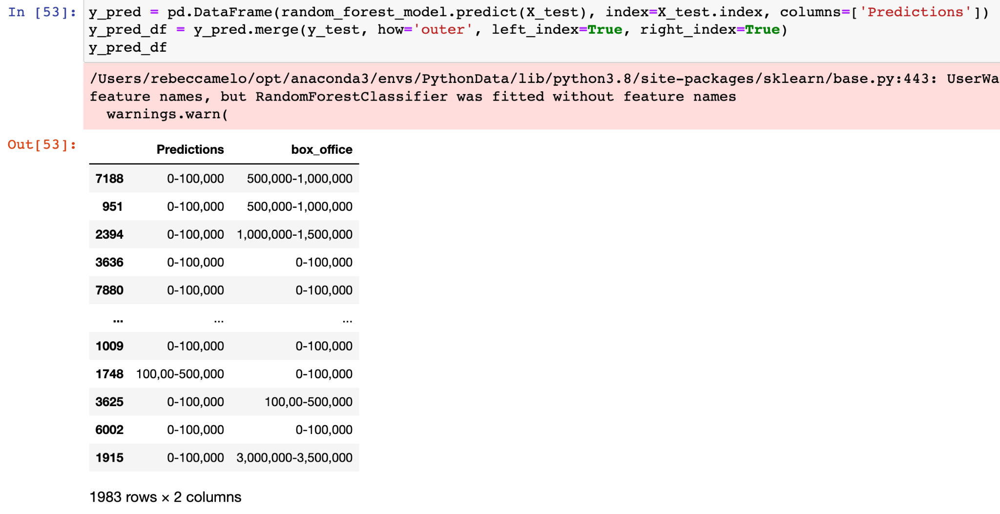 In [53]: y_pred = pd.DataFrame(random_forest_model.predict(X_test), index=X_test.index, columns=['Predictions'])
y_pred_df = y_pred.merge(y_test, how='outer', left_index=True, right_index=True)
y_pred_df
/Users/rebeccamelo/opt/anaconda3/envs/PythonData/lib/python3.8/site-packages/sklearn/base.py:443: UserWa
feature names, but RandomForestClassifier was fitted without feature names
warnings.warn(
Out[53]:
Predictions box_office
7188 0-100,000 500,000-1,000,000
951 0-100,000 500,000-1,000,000
2394 0-100,000 1,000,000-1,500,000
3636 0-100,000 0-100,000
7880 0-100,000 0-100,000
... ... ...
1009 0-100,000 0-100,000
1748 100,00-500,000 0-100,000
3625 0-100,000 100,00-500,000
6002 0-100,000 0-100,000
1915 0-100,000 3,000,000-3,500,000
1983 rows × 2 columns